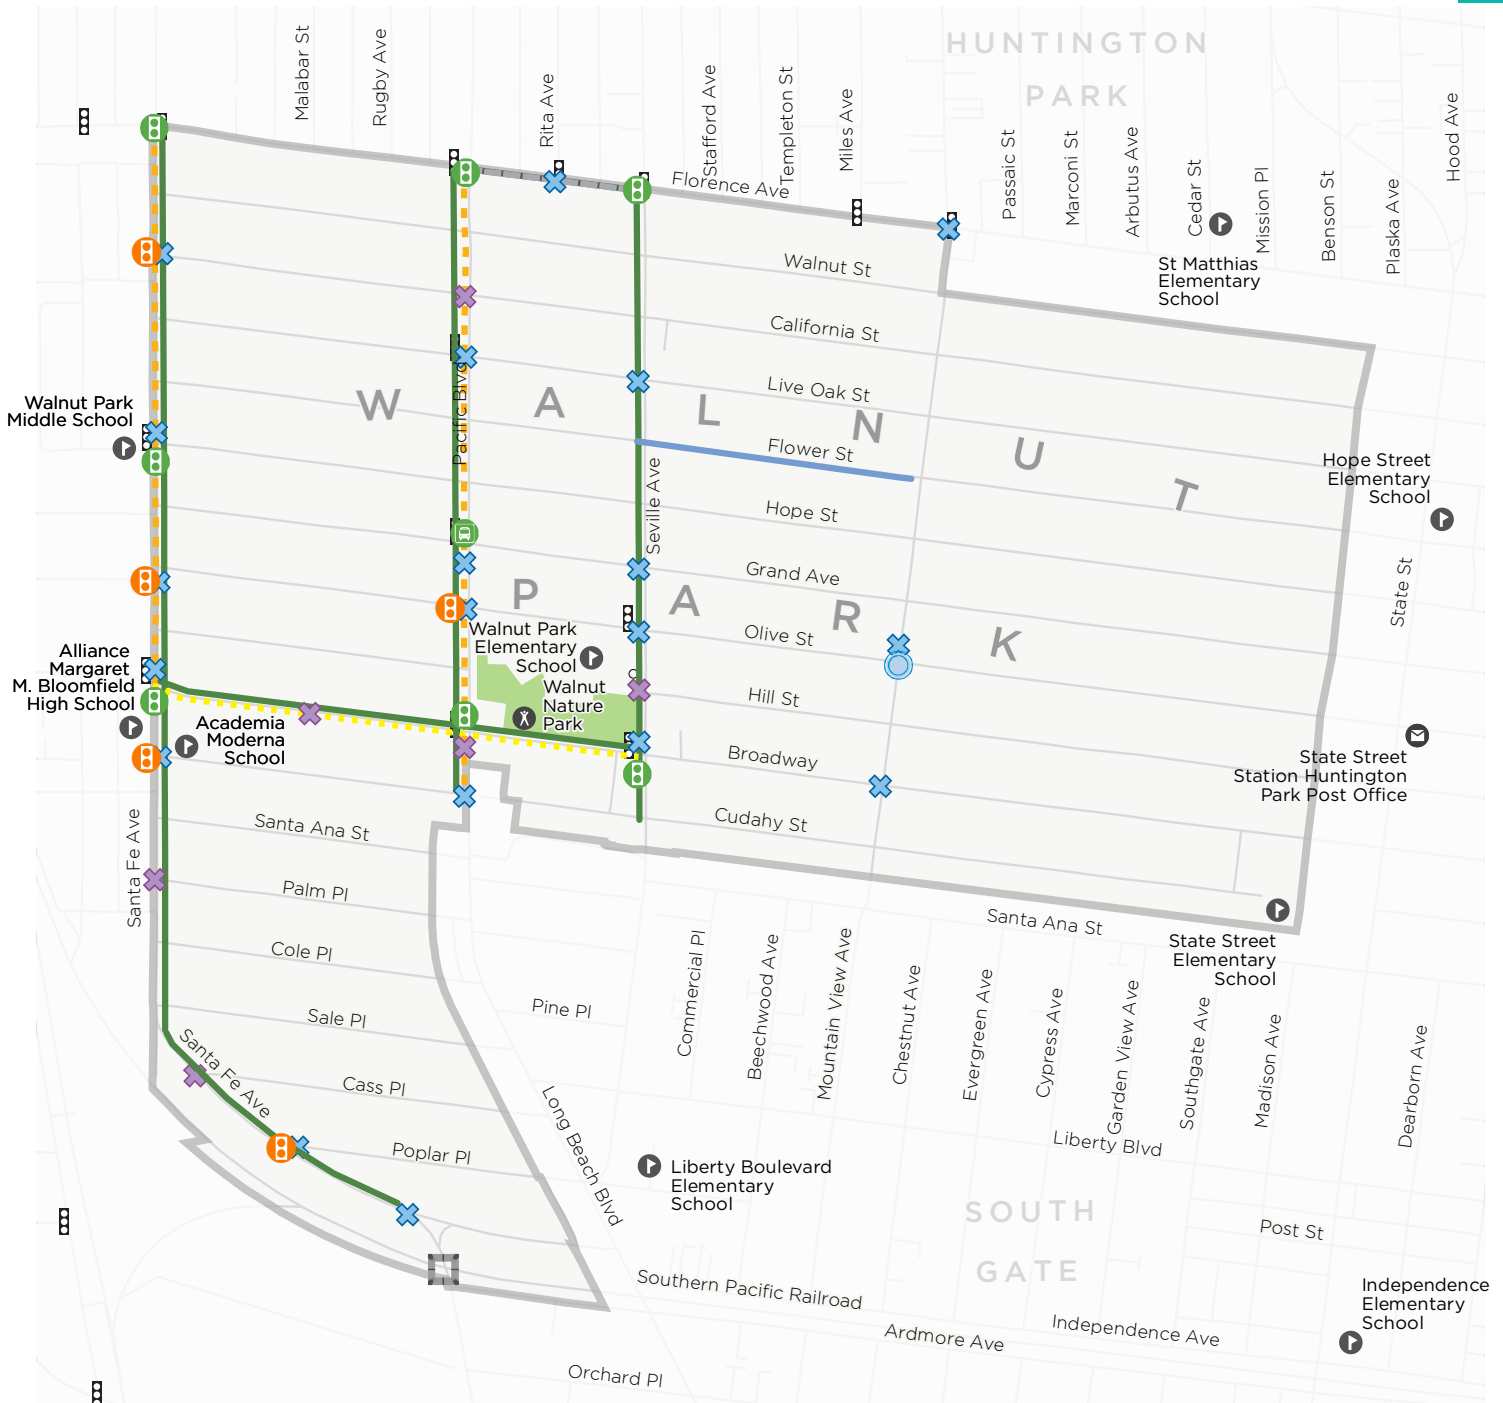 HUNTINGTON
PARK
Malabar St
Rugby Ave
Rita Ave
Stafford Ave
Templeton St
Miles Ave
Passaic St
Marconi St
Arbutus Ave
Cedar St
Mission Pl
Benson St
Plaska Ave
Hood Ave
Florence Ave
St Matthias
Elementary
School
Walnut St
California St
Live Oak St
Flower St
Hope St
Grand Ave
Olive St
Hill St
Broadway
Cudahy St
W A L N U T
P A R K
Pacific Blvd
Seville Ave
Walnut Park
Middle School
Hope Street
Elementary
School
State St
Walnut Park
Elementary
School
Walnut
Nature
Park
Alliance
Margaret
M. Bloomfield
High School
Academia
Moderna
School
State Street
Station Huntington
Park Post Office
Santa Fe Ave
Santa Ana St
Palm Pl
Cole Pl
Sale Pl
Cass Pl
Poplar Pl
Santa Fe Ave
Santa Ana St
State Street
Elementary
School
Pine Pl
Commercial Pl
Beechwood Ave
Mountain View Ave
Chestnut Ave
Evergreen Ave
Cypress Ave
Garden View Ave
Southgate Ave
Madison Ave
Dearborn Ave
Long Beach Blvd
Liberty Blvd
Liberty Boulevard
Elementary
School
SOUTH
GATE
Post St
Southern Pacific Railroad
Ardmore Ave
Independence Ave
Independence
Elementary
School
Orchard Pl